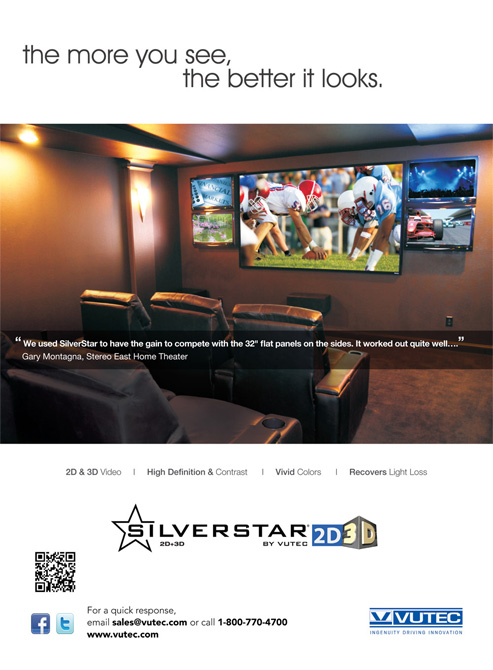 the more you see,
the better it looks.
“ We used SilverStar to have the gain to compete with the 32" flat panels on the sides. It worked out quite well....”
Gary Montagna, Stereo East Home Theater
2D & 3D Video | High Definition & Contrast | Vivid Colors | Recovers Light Loss
SILVERSTAR 2D3D
2D+3D BY VUTEC
For a quick response,
email sales@vutec.com or call 1-800-770-4700
www.vutec.com
VUTEC
INGENUITY DRIVING INNOVATION